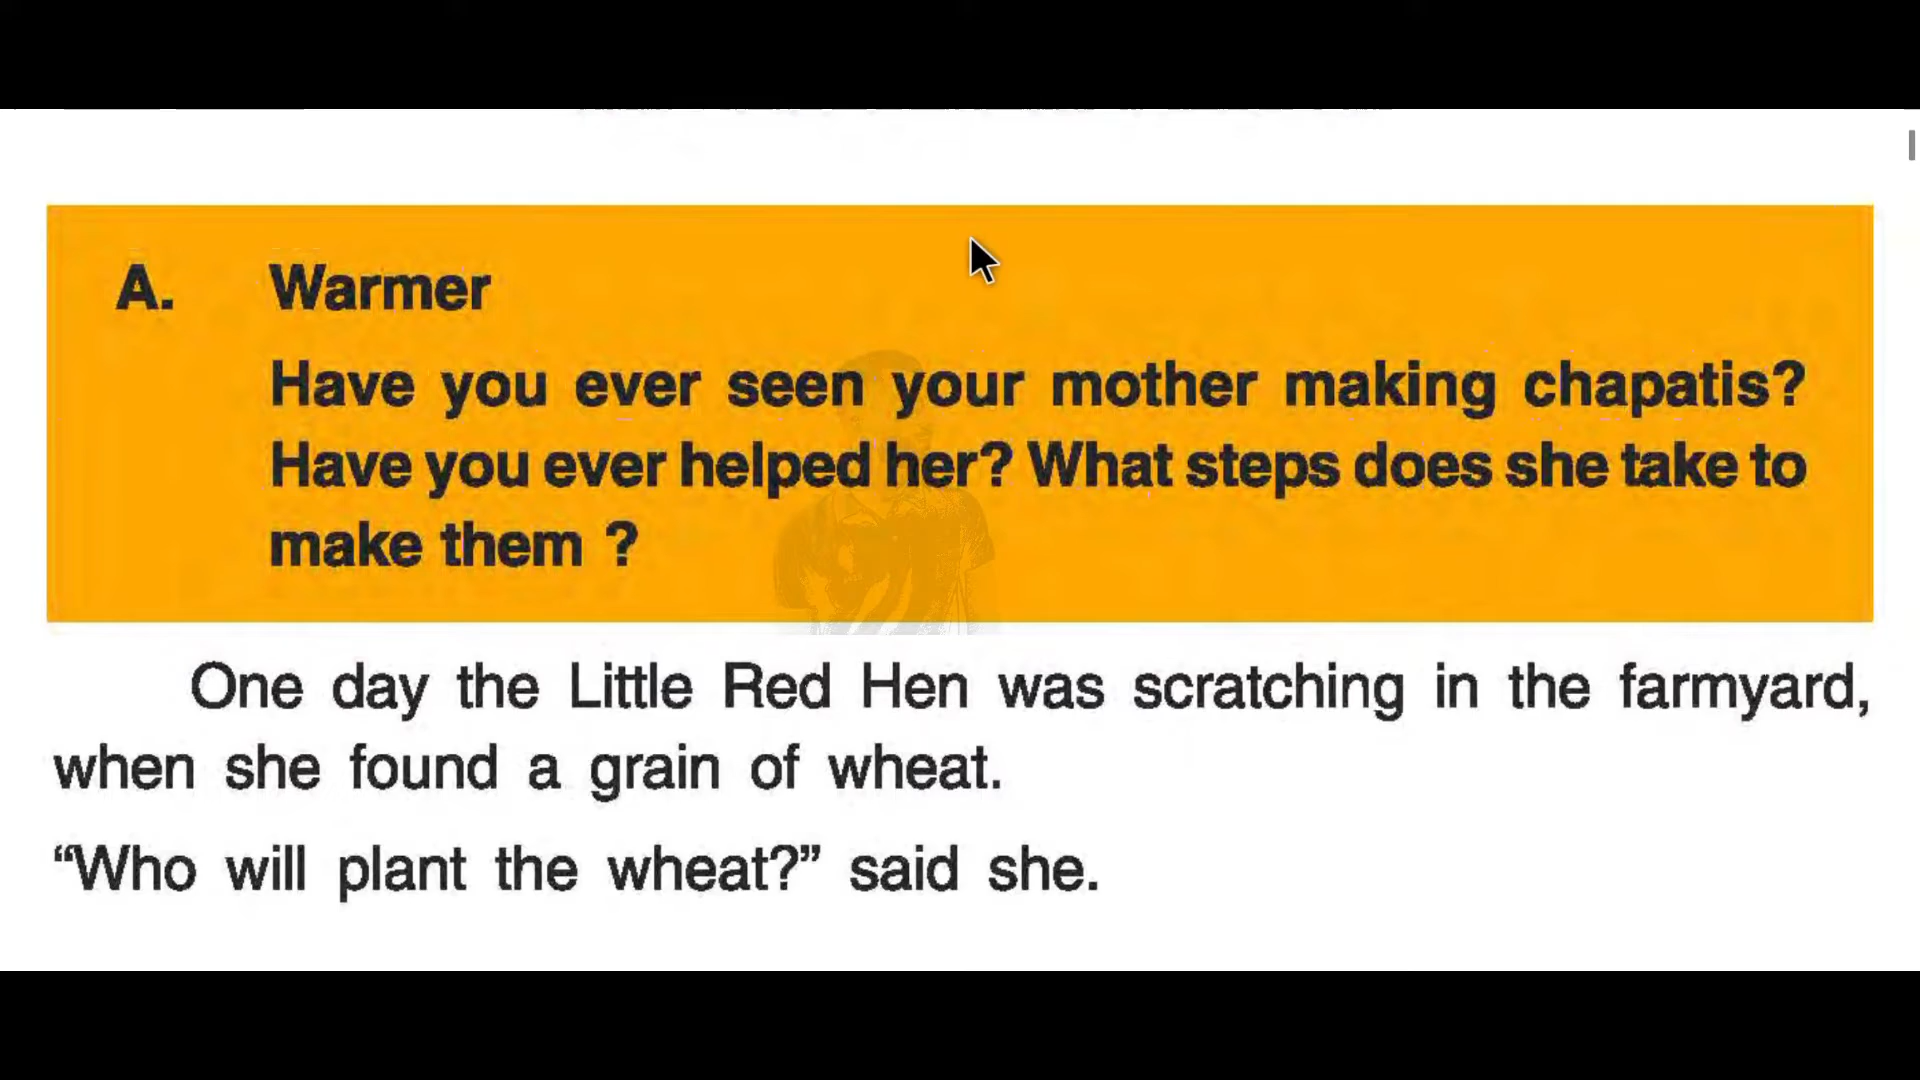 A. Warmer
Have you ever seen your mother making chapatis?
Have you ever helped her? What steps does she take to
make them ?
One day the Little Red Hen was scratching in the farmyard,
when she found a grain of wheat.
“Who will plant the wheat?” said she.